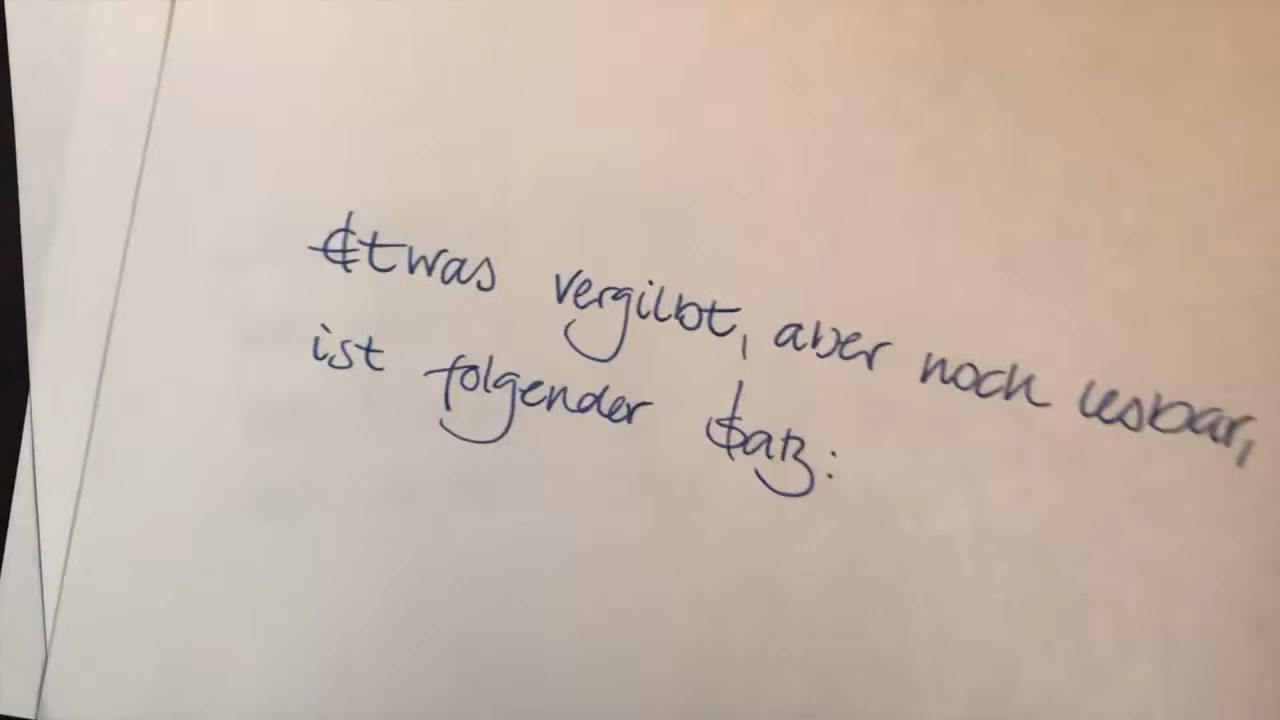 Etwas vergilbt, aber noch lesbar,
ist folgender Satz: